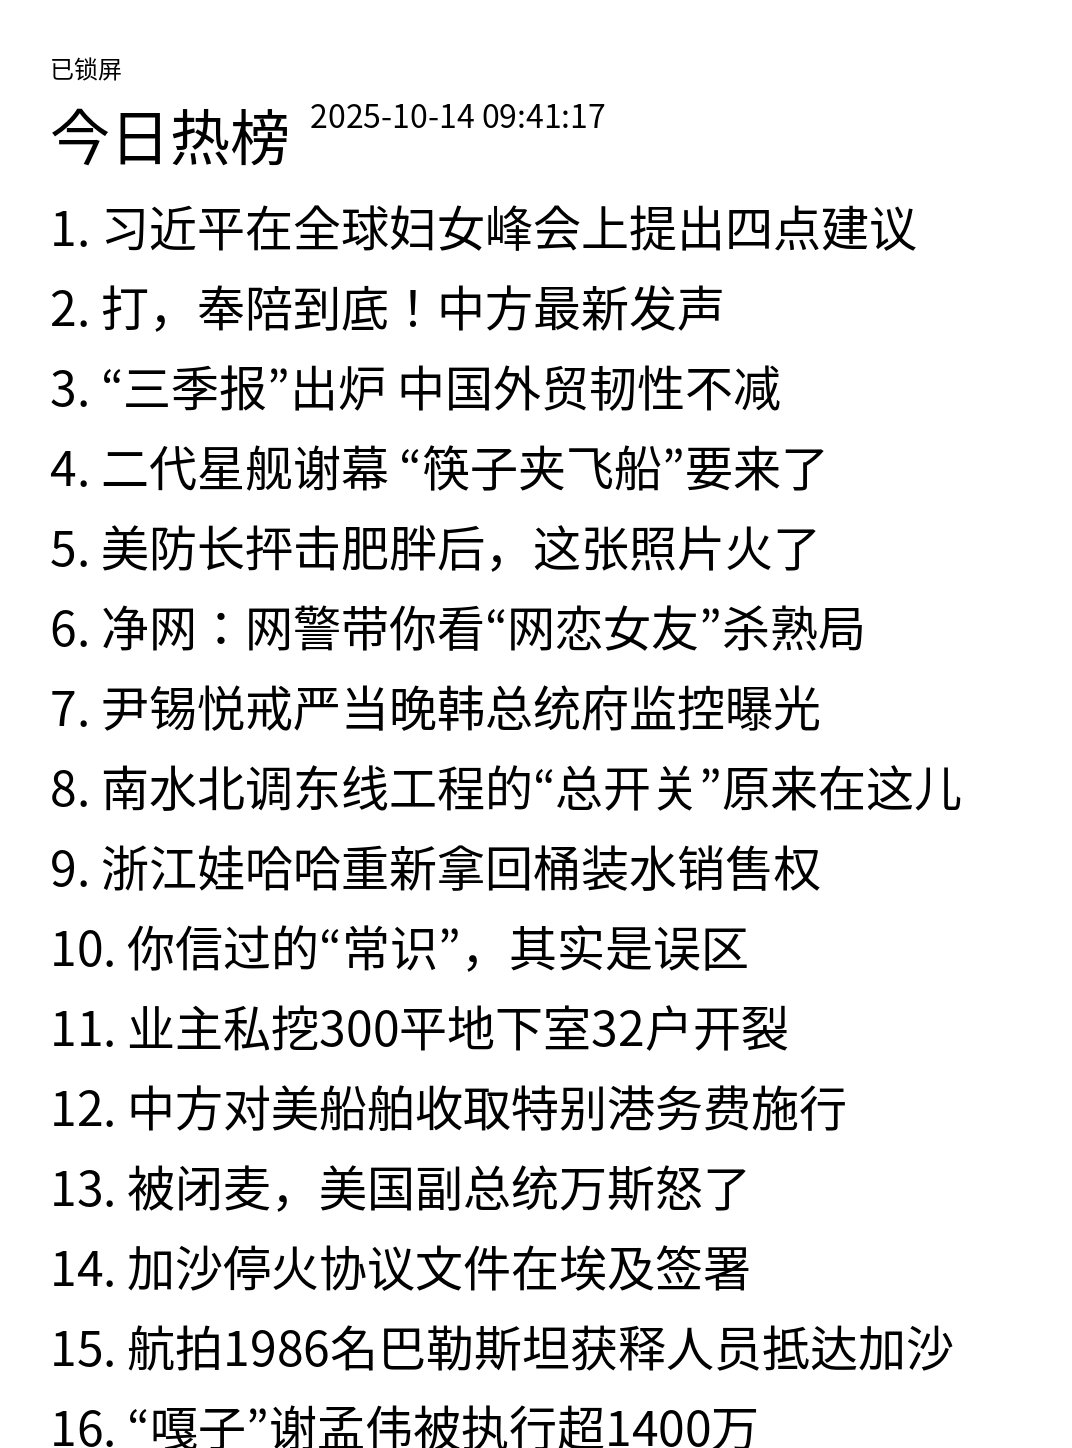 已锁屏
今日热榜 2025-10-14 09:41:17
1. 习近平在全球妇女峰会上提出四点建议
2. 打，奉陪到底！中方最新发声
3. “三季报”出炉 中国外贸韧性不减
4. 二代星舰谢幕 “筷子夹飞船”要来了
5. 美防长抨击肥胖后，这张照片火了
6. 净网：网警带你看“网恋女友”杀熟局
7. 尹锡悦戒严当晚韩总统府监控曝光
8. 南水北调东线工程的“总开关”原来在这儿
9. 浙江娃哈哈重新拿回桶装水销售权
10. 你信过的“常识”，其实是误区
11. 业主私挖300平地下室32户开裂
12. 中方对美船舶收取特别港务费施行
13. 被闭麦，美国副总统万斯怒了
14. 加沙停火协议文件在埃及签署
15. 航拍1986名巴勒斯坦获释人员抵达加沙
16. “嘎子”谢孟伟被执行超1400万